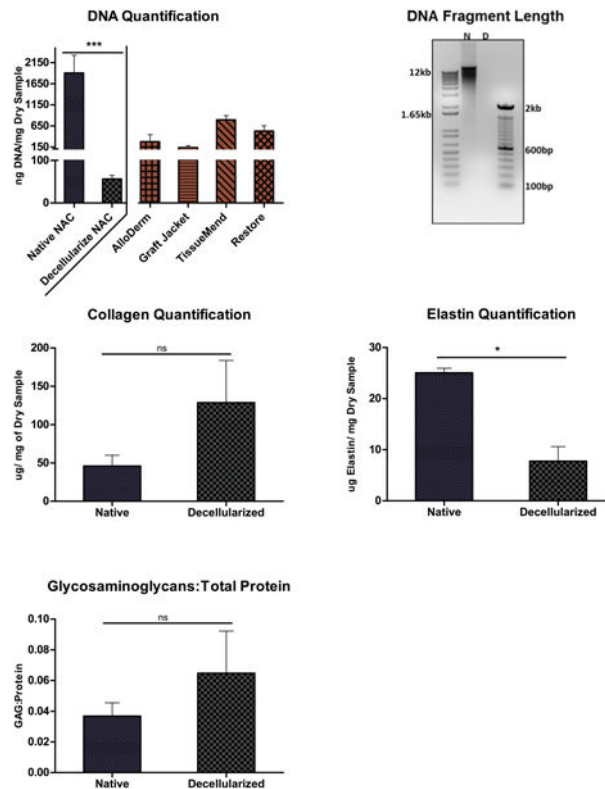 DNA Quantification
***
ng DNA/mg Dry Sample
2150
1650
1150
650
150
100
0
Native NAC
Decellularize NAC
AlloDerm
Graft Jacket
TissueMend
Restore
DNA Fragment Length
N D
12kb
1.65kb
2kb
600bp
100bp
Collagen Quantification
ns
ug/ mg of Dry Sample
200
150
100
50
0
Native
Decellularized
Elastin Quantification
*
ug Elastin/ mg Dry Sample
30
20
10
0
Native
Decellularized
Glycosaminoglycans:Total Protein
ns
GAG:Protein
0.10
0.08
0.06
0.04
0.02
0.00
Native
Decellularized